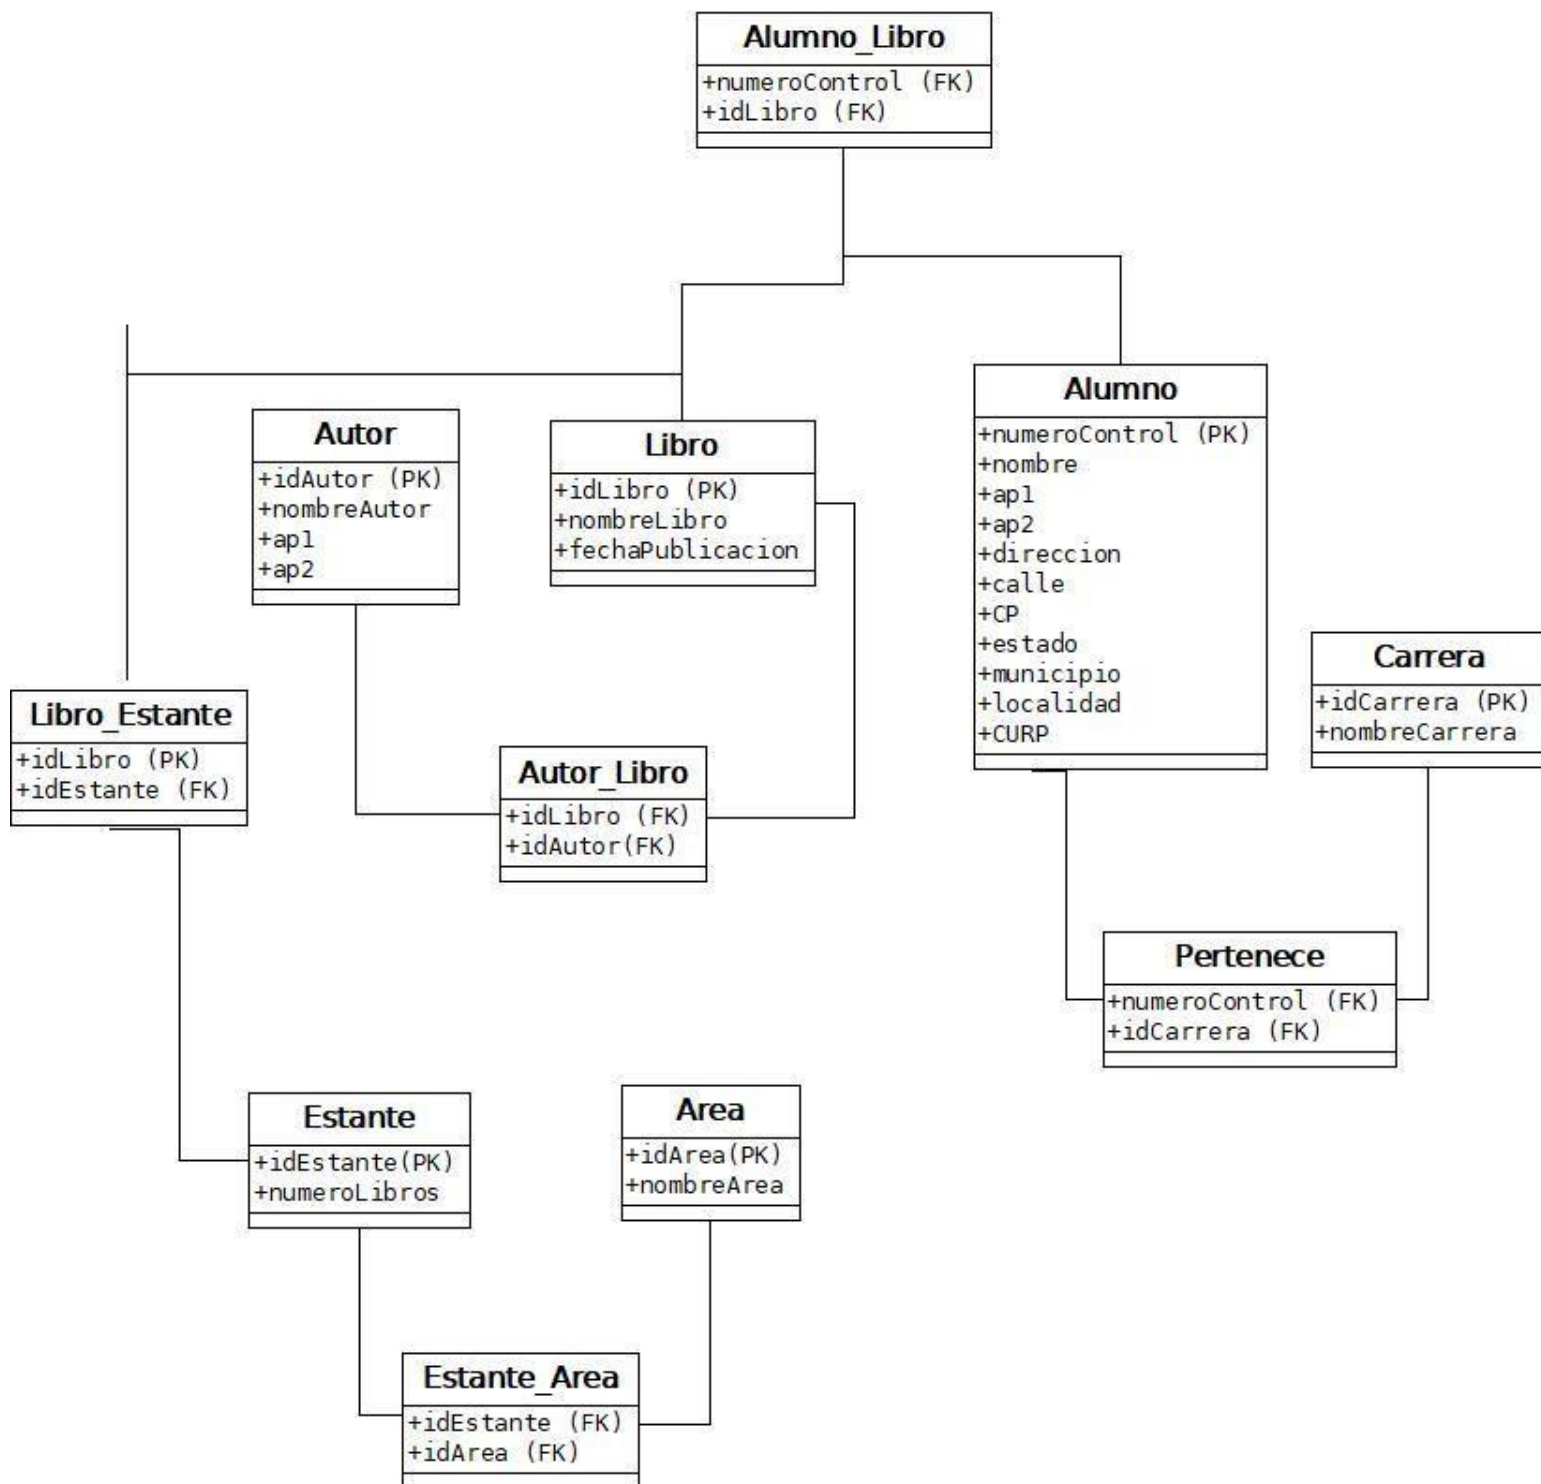 Alumno_Libro
+numeroControl (FK)
+idLibro (FK)
Autor
+idAutor (PK)
+nombreAutor
+ap1
+ap2
Libro
+idLibro (PK)
+nombreLibro
+fechaPublicacion
Alumno
+numeroControl (PK)
+nombre
+ap1
+ap2
+direccion
+calle
+CP
+estado
+municipio
+localidad
+CURP
Carrera
+idCarrera (PK)
+nombreCarrera
Libro_Estante
+idLibro (PK)
+idEstante (FK)
Autor_Libro
+idLibro (FK)
+idAutor(FK)
Pertenece
+numeroControl (FK)
+idCarrera (FK)
Estante
+idEstante(PK)
+numeroLibros
Area
+idArea(PK)
+nombreArea
Estante_Area
+idEstante (FK)
+idArea (FK)